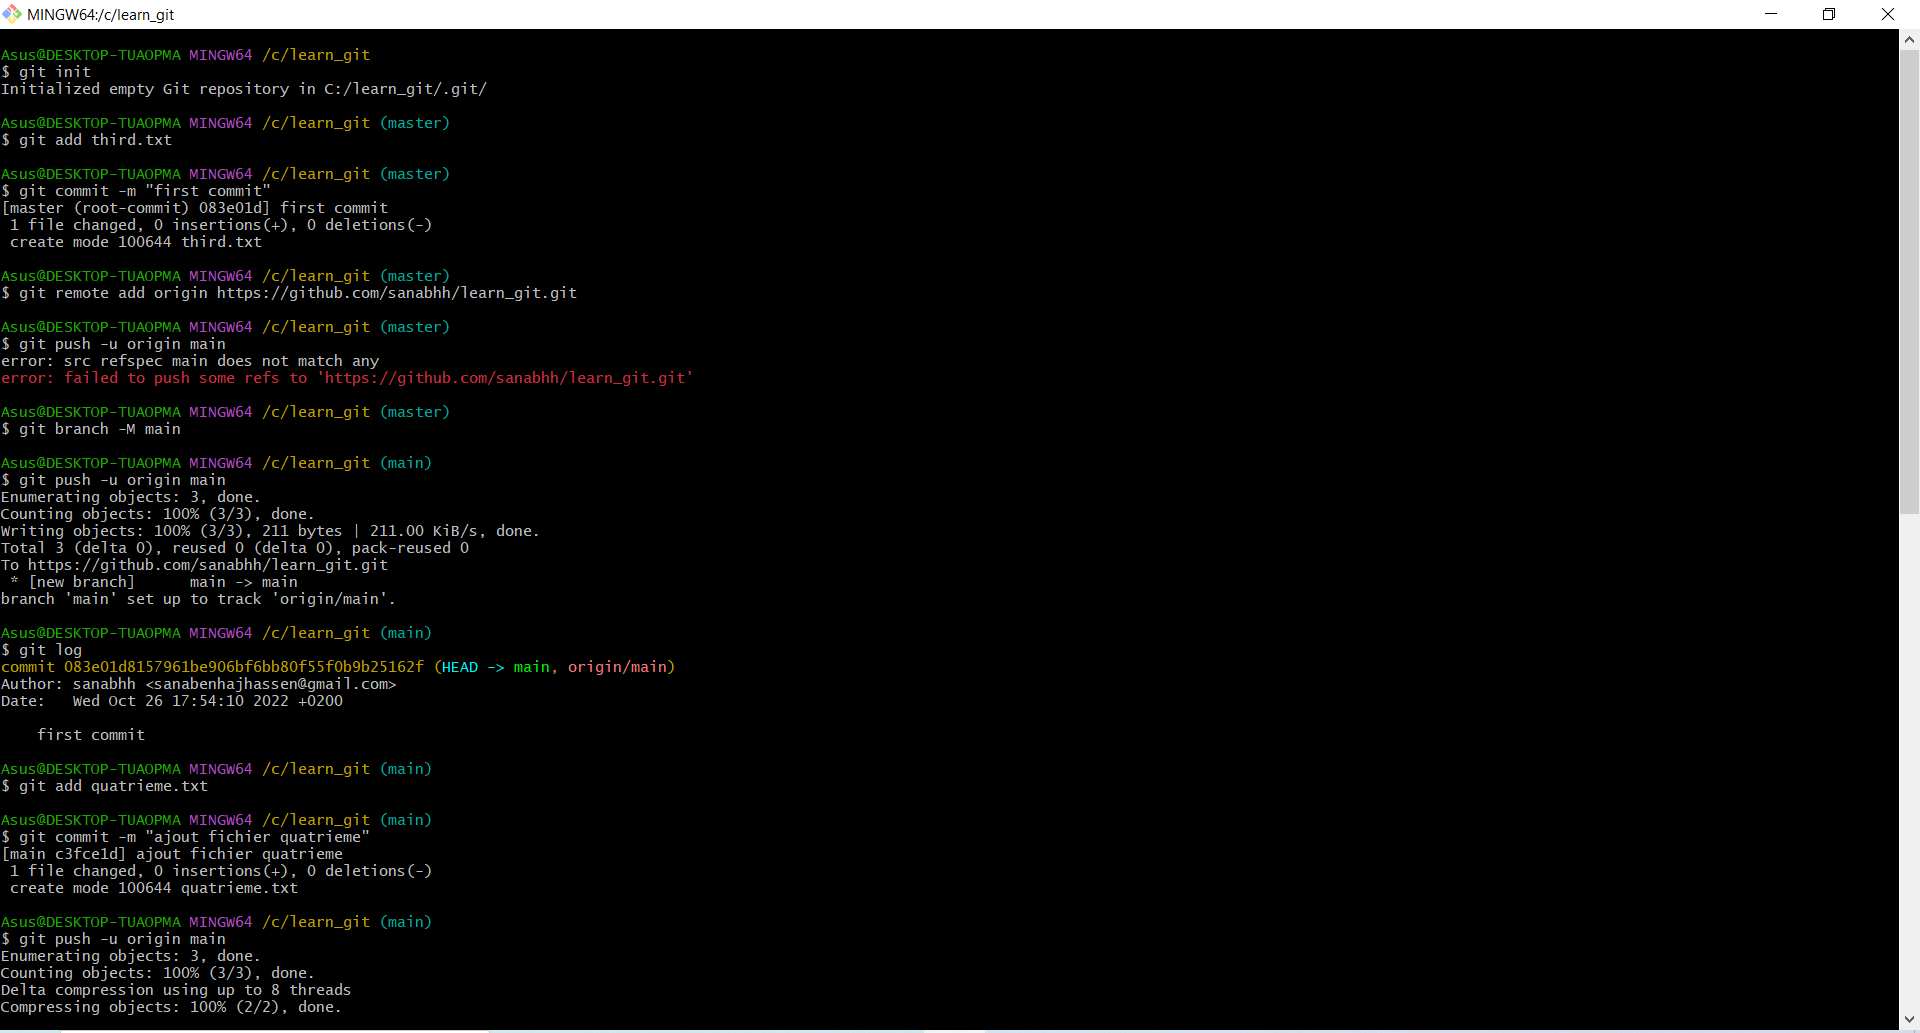 MINGW64:/c/learn_git
Asus@DESKTOP-TUAOPMA MINGW64 /c/learn_git
$ git init
Initialized empty Git repository in C:/learn_git/.git/
Asus@DESKTOP-TUAOPMA MINGW64 /c/learn_git (master)
$ git add third.txt
Asus@DESKTOP-TUAOPMA MINGW64 /c/learn_git (master)
$ git commit -m "first commit"
[master (root-commit) 083e01d] first commit
 1 file changed, 0 insertions(+), 0 deletions(-)
 create mode 100644 third.txt
Asus@DESKTOP-TUAOPMA MINGW64 /c/learn_git (master)
$ git remote add origin https://github.com/sanabhh/learn_git.git
Asus@DESKTOP-TUAOPMA MINGW64 /c/learn_git (master)
$ git push -u origin main
error: src refspec main does not match any
error: failed to push some refs to 'https://github.com/sanabhh/learn_git.git'
Asus@DESKTOP-TUAOPMA MINGW64 /c/learn_git (master)
$ git branch -M main
Asus@DESKTOP-TUAOPMA MINGW64 /c/learn_git (main)
$ git push -u origin main
Enumerating objects: 3, done.
Counting objects: 100% (3/3), done.
Writing objects: 100% (3/3), 211 bytes | 211.00 KiB/s, done.
Total 3 (delta 0), reused 0 (delta 0), pack-reused 0
To https://github.com/sanabhh/learn_git.git
 * [new branch]      main -> main
branch 'main' set up to track 'origin/main'.
Asus@DESKTOP-TUAOPMA MINGW64 /c/learn_git (main)
$ git log
commit 083e01d8157961be906bf6bb80f55f0b9b25162f (HEAD -> main, origin/main)
Author: sanabhh <sanabenhajhassen@gmail.com>
Date:   Wed Oct 26 17:54:10 2022 +0200
    first commit
Asus@DESKTOP-TUAOPMA MINGW64 /c/learn_git (main)
$ git add quatrieme.txt
Asus@DESKTOP-TUAOPMA MINGW64 /c/learn_git (main)
$ git commit -m "ajout fichier quatrieme"
[main c3fce1d] ajout fichier quatrieme
 1 file changed, 0 insertions(+), 0 deletions(-)
 create mode 100644 quatrieme.txt
Asus@DESKTOP-TUAOPMA MINGW64 /c/learn_git (main)
$ git push -u origin main
Enumerating objects: 3, done.
Counting objects: 100% (3/3), done.
Delta compression using up to 8 threads
Compressing objects: 100% (2/2), done.